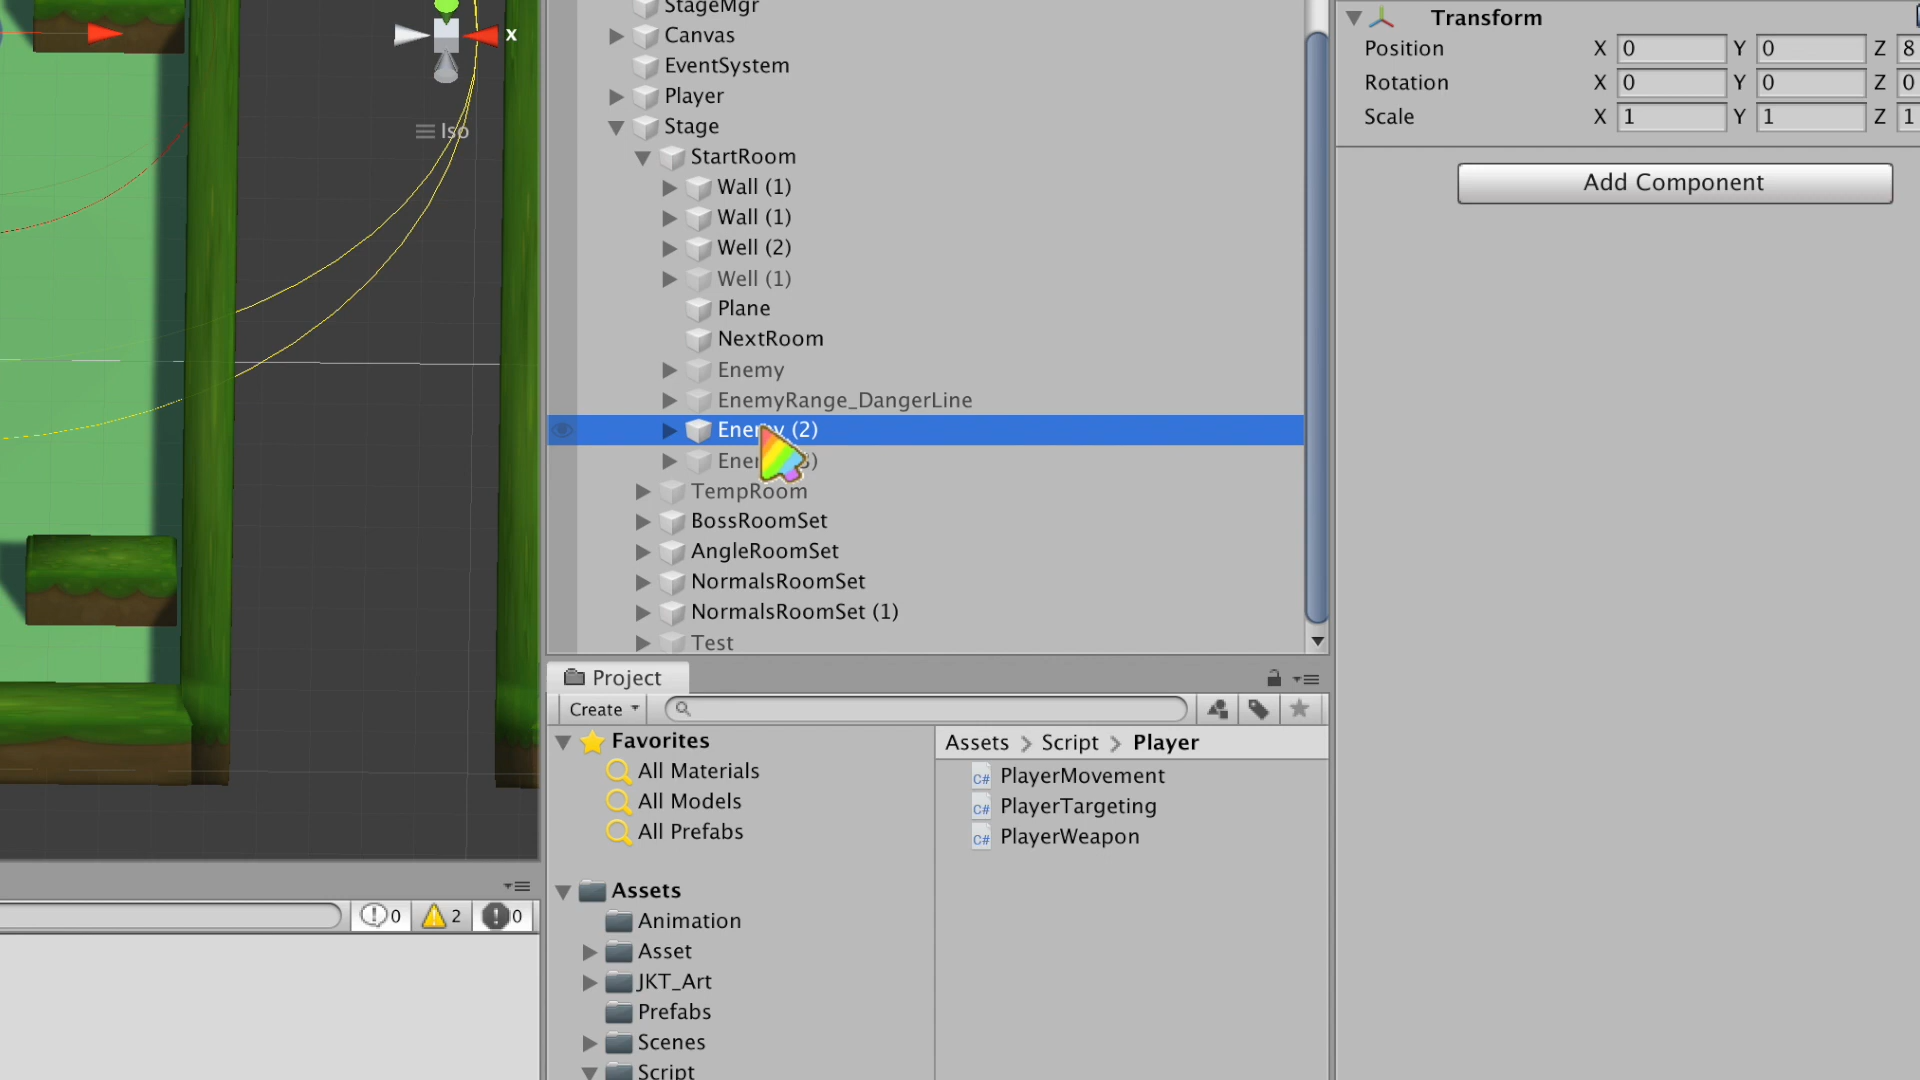 x
Iso
StageMgr
Canvas
EventSystem
Player
Stage
StartRoom
Wall (1)
Wall (1)
Well (2)
Well (1)
Plane
NextRoom
Enemy
EnemyRange_DangerLine
Enemy (2)
TempRoom
BossRoomSet
AngleRoomSet
NormalsRoomSet
NormalsRoomSet (1)
Test
Transform
Position X 0 Y 0 Z 8
Rotation X 0 Y 0 Z 0
Scale X 1 Y 1 Z 1
Add Component
Project
Create
Favorites
All Materials
All Models
All Prefabs
Assets
Animation
Asset
JKT_Art
Prefabs
Scenes
Script
Assets > Script > Player
C# PlayerMovement
C# PlayerTargeting
C# PlayerWeapon
0 2 0